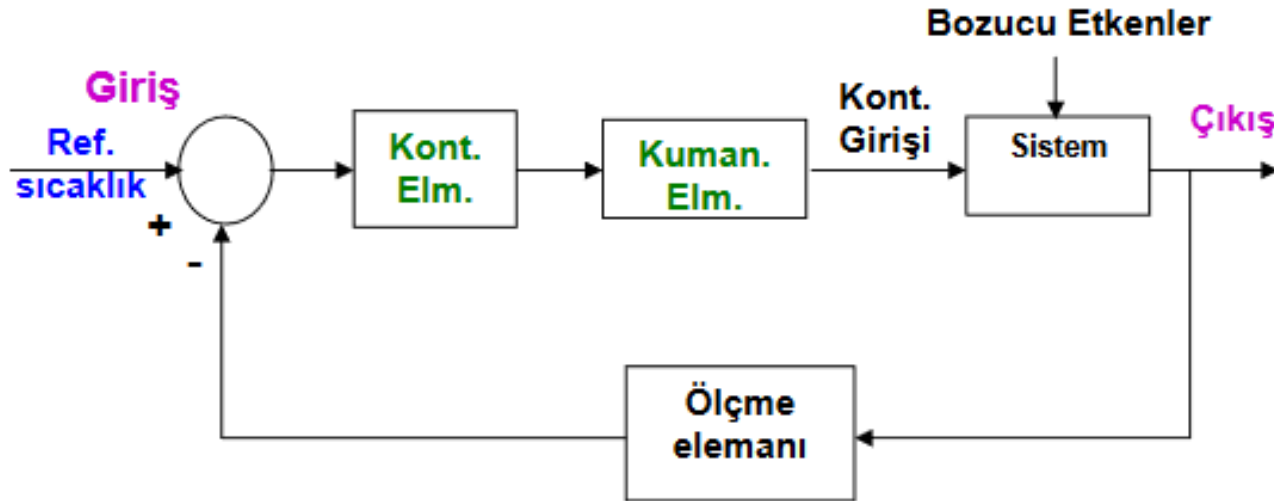 Bozucu Etkenler
Giriş
Ref.
sıcaklık
+
-
Kont.
Elm.
Kuman.
Elm.
Kont.
Girişi
Sistem
Çıkış
Ölçme
elemanı